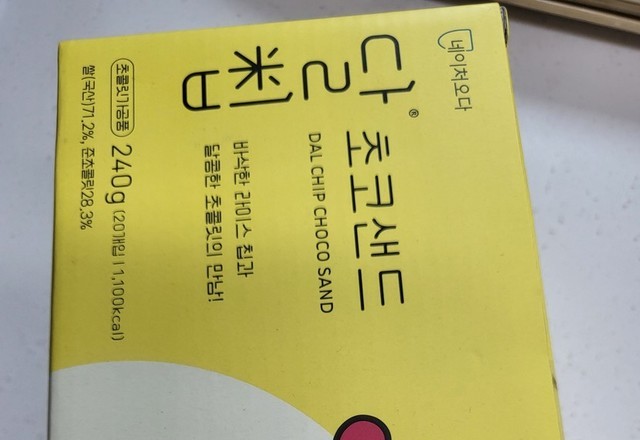 네이처오다
달칩® 초코샌드
DAL CHIP CHOCO SAND
바삭한 라이스 칩과
달콤한 초콜릿의 만남!
초콜릿가공품 240g (20개입 I 1,100kcal)
쌀(국산)71.2%, 준초콜릿28.3%